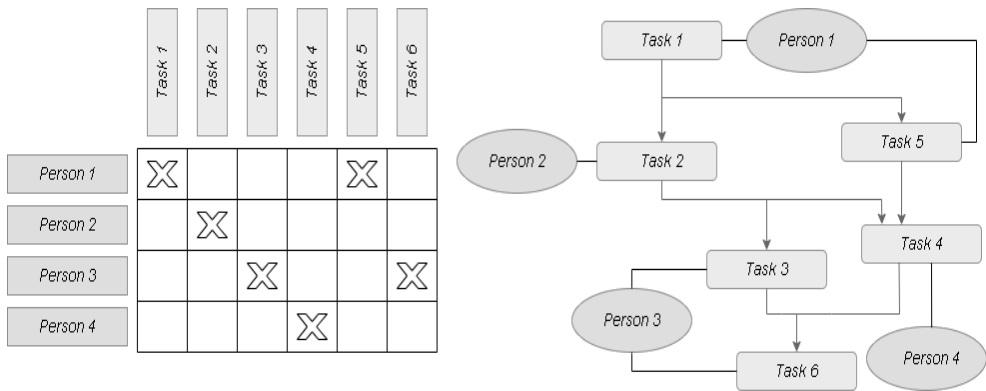 Task 1
Task 2
Task 3
Task 4
Task 5
Task 6
Person 1
X
X
Person 2
X
Person 3
X
X
Person 4
X
Task 1
Person 1
Task 5
Person 2
Task 2
Task 4
Task 3
Person 3
Person 4
Task 6